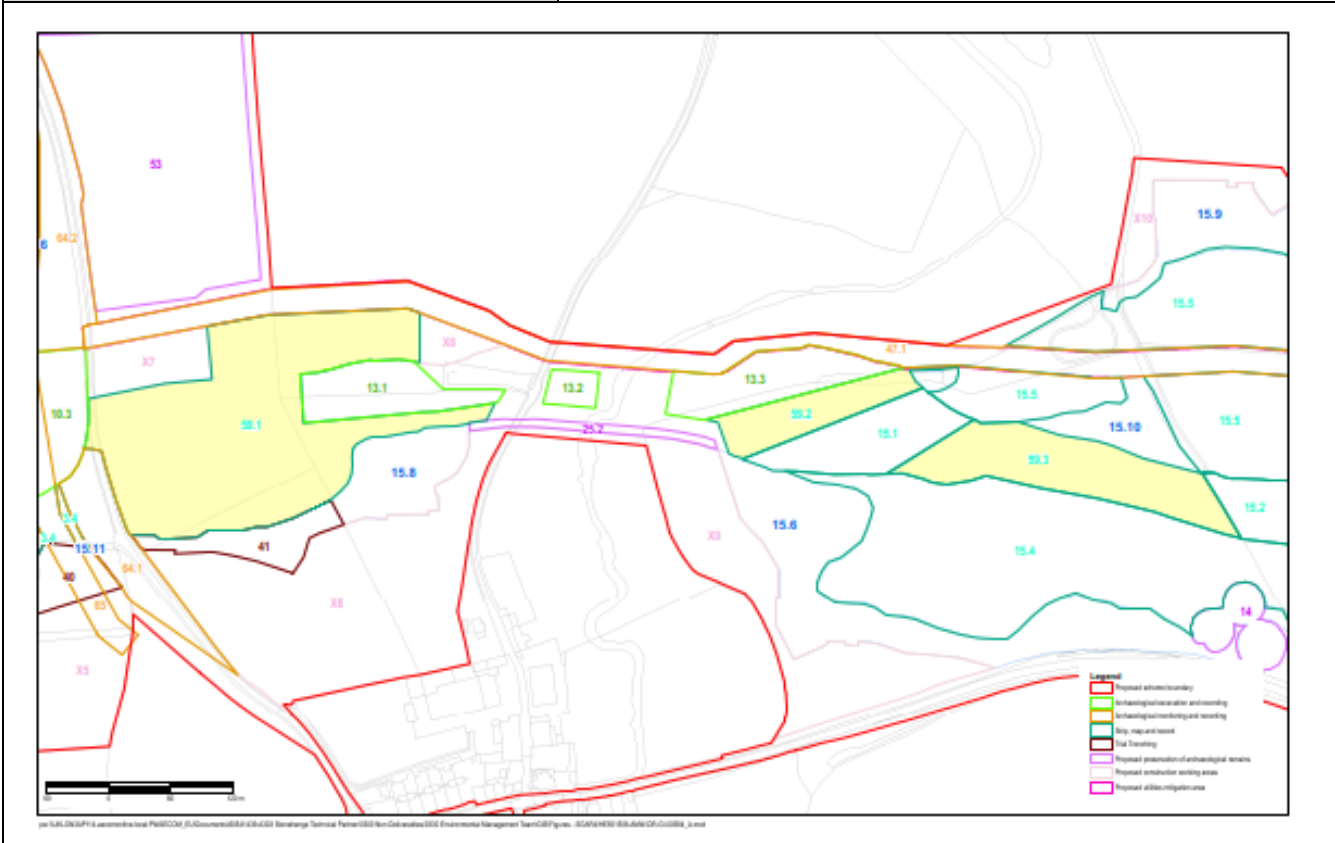 53
X10
15.9
6 64.2
15.5
X7
X8
47.1
13.1
13.2
13.3
10.3
59.1
59.2
15.5
15.10
15.5
25.2
15.1
15.8
59.3
15.2
3.4
15.6
3.4
15.11
41
X9
15.4
64.1
40
65
X6
14
X5
Legend
Proposed scheme boundary
Archaeological excavation and recording
Archaeological monitoring and recording
Strip, map and record
Trial Trenching
Proposed preservation of archaeological remains
Proposed construction working areas
Proposed utilities mitigation area